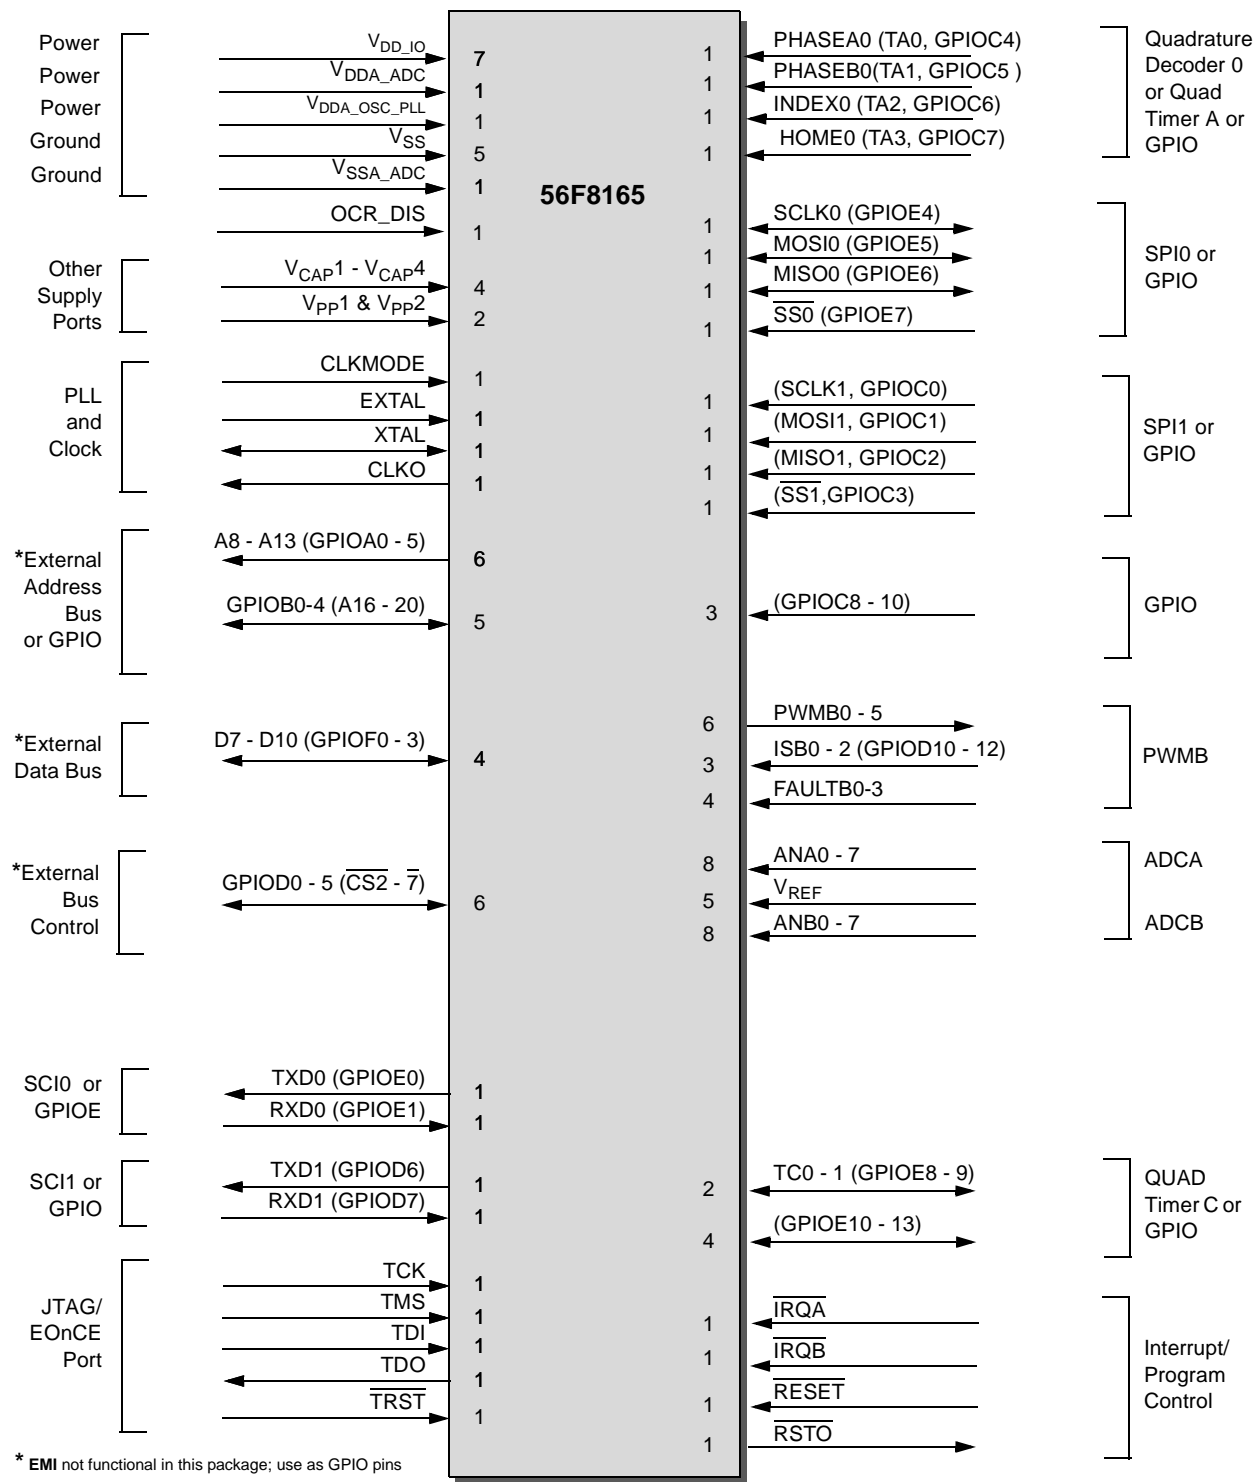 56F8165
Power
Power
Power
Ground
Ground
VDD_IO
7
VDDA_ADC
1
VDDA_OSC_PLL
1
VSS
5
VSSA_ADC
1
OCR_DIS
1
Other
Supply
Ports
VCAP1 - VCAP4
4
VPP1 & VPP2
2
PLL
and
Clock
CLKMODE
1
EXTAL
1
XTAL
1
CLKO
1
*External
Address
Bus
or GPIO
A8 - A13 (GPIOA0 - 5)
6
GPIOB0-4 (A16 - 20)
5
*External
Data Bus
D7 - D10 (GPIOF0 - 3)
4
*External
Bus
Control
GPIOD0 - 5 (CS2 - 7)
6
SCI0 or
GPIOE
TXD0 (GPIOE0)
1
RXD0 (GPIOE1)
1
SCI1 or
GPIO
TXD1 (GPIOD6)
1
RXD1 (GPIOD7)
1
JTAG/
EOnCE
Port
TCK
1
TMS
1
TDI
1
TDO
1
TRST
1
1
PHASEA0 (TA0, GPIOC4)
1
PHASEB0(TA1, GPIOC5 )
1
INDEX0 (TA2, GPIOC6)
1
HOME0 (TA3, GPIOC7)
Quadrature
Decoder 0
or Quad
Timer A or
GPIO
1
SCLK0 (GPIOE4)
1
MOSI0 (GPIOE5)
1
MISO0 (GPIOE6)
1
SS0 (GPIOE7)
SPI0 or
GPIO
1
(SCLK1, GPIOC0)
1
(MOSI1, GPIOC1)
1
(MISO1, GPIOC2)
1
(SS1,GPIOC3)
SPI1 or
GPIO
3
(GPIOC8 - 10)
GPIO
6
PWMB0 - 5
3
ISB0 - 2 (GPIOD10 - 12)
4
FAULTB0-3
PWMB
8
ANA0 - 7
5
VREF
8
ANB0 - 7
ADCA
ADCB
2
TC0 - 1 (GPIOE8 - 9)
4
(GPIOE10 - 13)
QUAD
Timer C or
GPIO
1
IRQA
1
IRQB
1
RESET
1
RSTO
Interrupt/
Program
Control
* EMI not functional in this package; use as GPIO pins